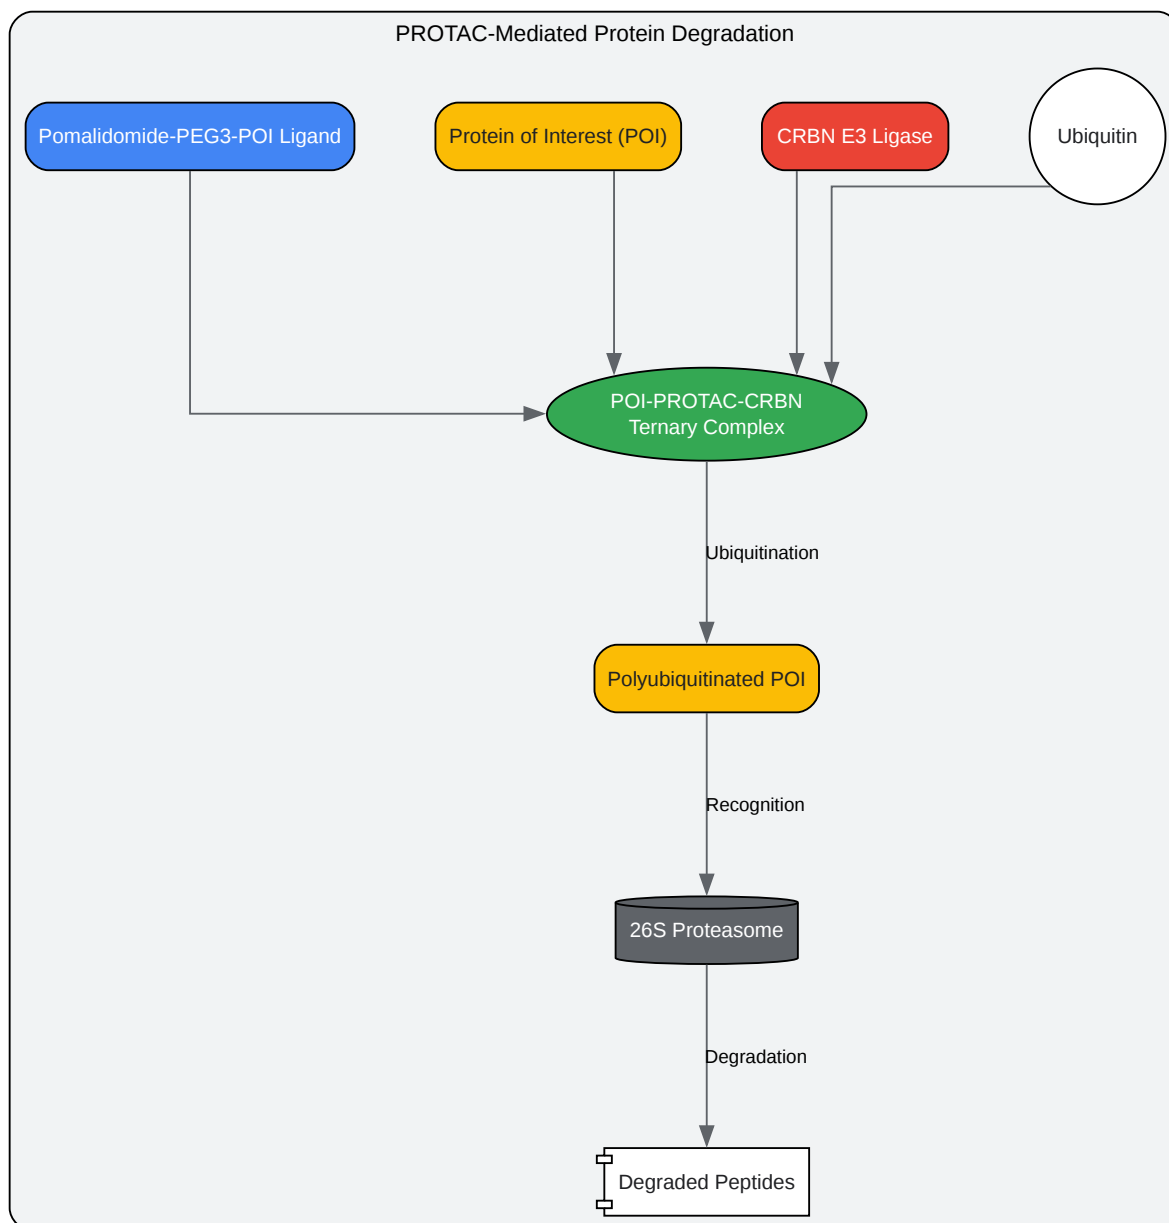 PROTAC-Mediated Protein Degradation
Pomalidomide-PEG3-POI Ligand
Protein of Interest (POI)
CRBN E3 Ligase
Ubiquitin
POI-PROTAC-CRBN
Ternary Complex
Ubiquitination
Polyubiquitinated POI
Recognition
26S Proteasome
Degradation
Degraded Peptides